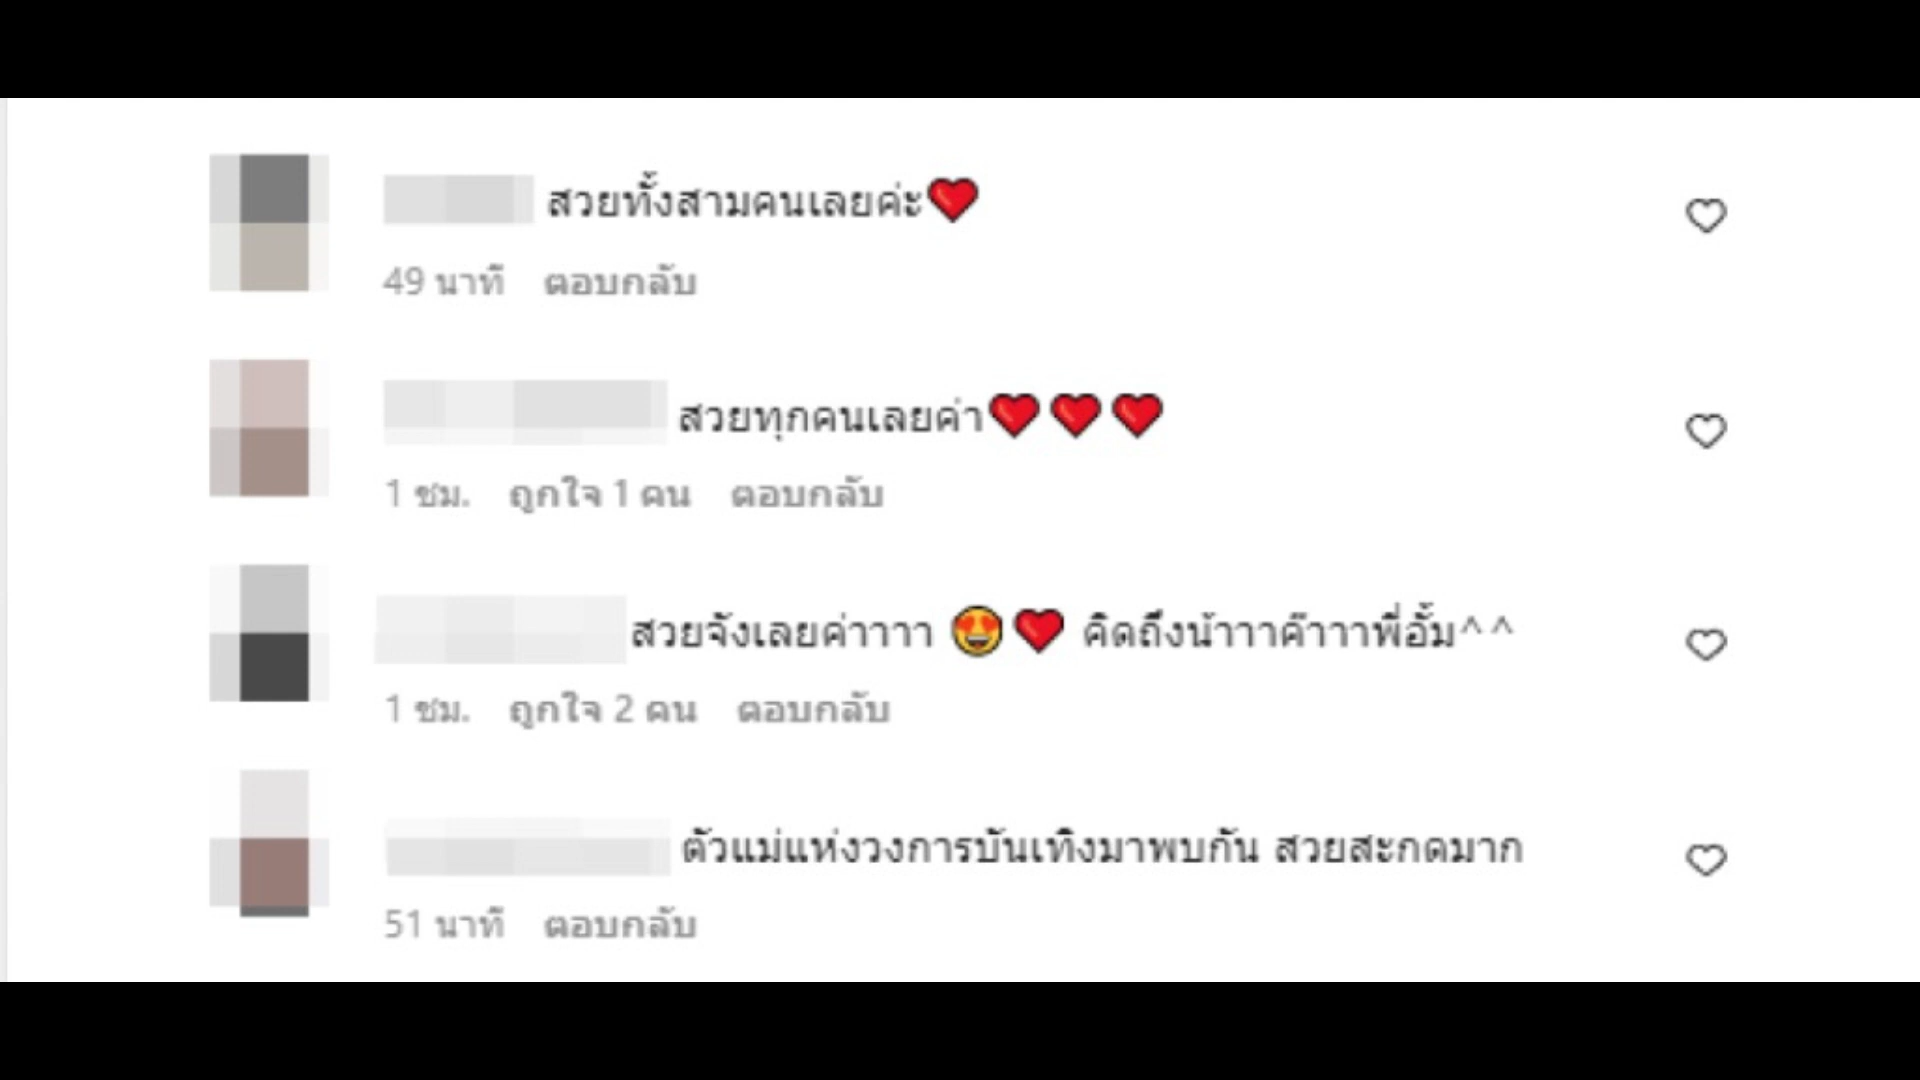 สวยทั้งสามคนเลยค่ะ❤️
49 นาที ตอบกลับ
สวยทุกคนเลยค่า❤️❤️❤️
1 ชม. ถูกใจ 1 คน ตอบกลับ
สวยจังเลยค่าาาา 😍❤️ คิดถึงน้าาาค๊าาาพี่อั้ม^^
1 ชม. ถูกใจ 2 คน ตอบกลับ
ตัวแม่แห่งวงการบันเทิงมาพบกัน สวยสะกดมาก
51 นาที ตอบกลับ